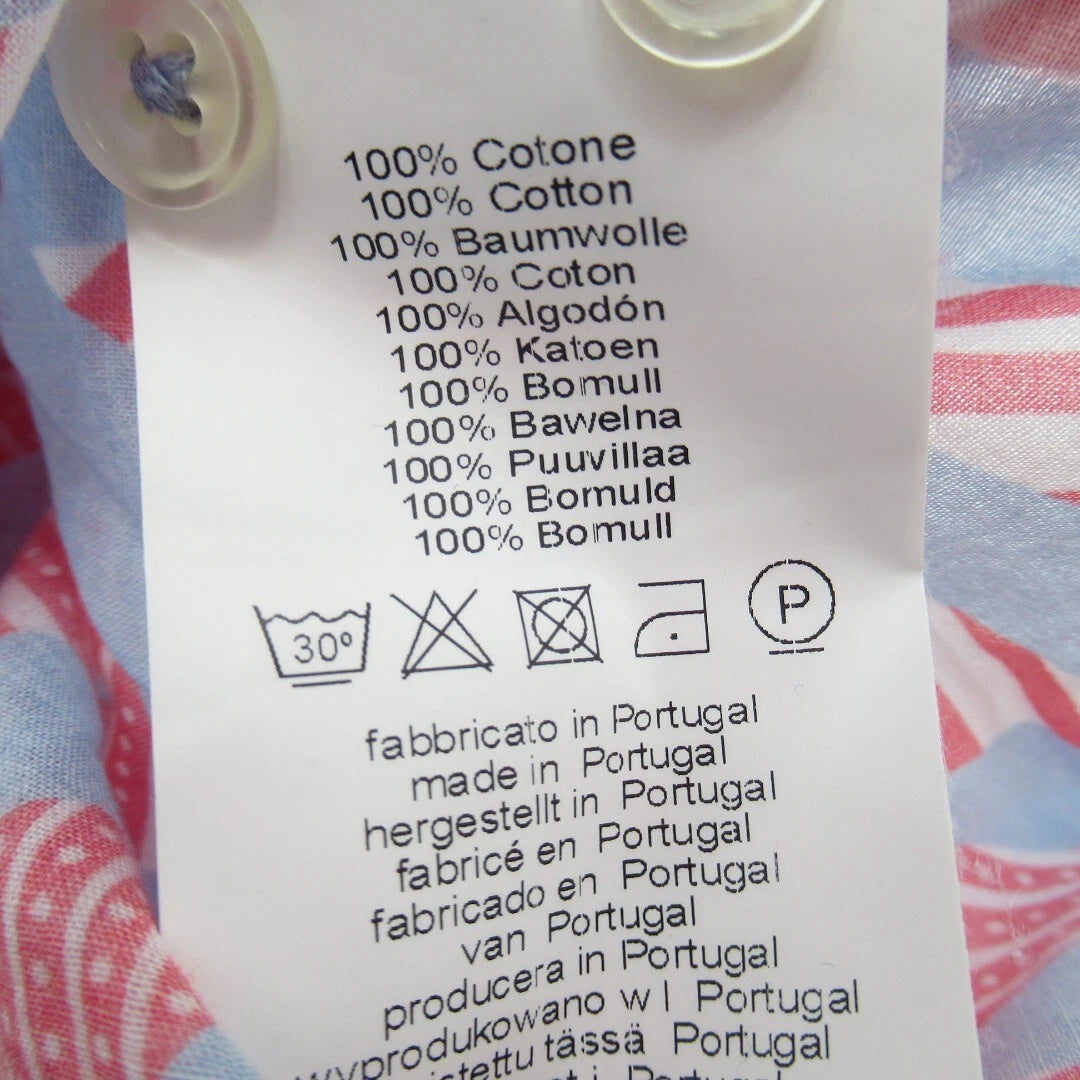 100% Cotone
100% Cotton
100% Baumwolle
100% Coton
100% Algodón
100% Katoen
100% Bomull
100% Bawełna
100% Puuvillaa
100% Bomuld
100% Bomull
30°
P
fabbricato in Portugal
made in Portugal
hergestellt in Portugal
fabricé en Portugal
fabricado en Portugal
van Portugal
producera in Portugal
wyprodukowano w I Portugal
tässä Portugal